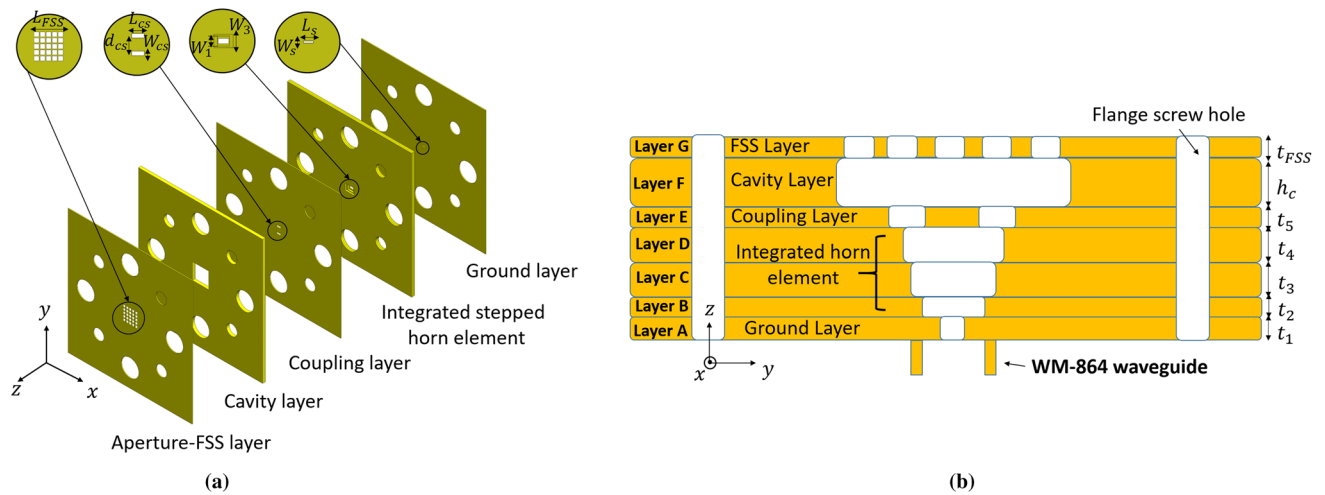 L_FSS
L_cs
d_cs
W_cs
W_1
W_3
L_s
W_s
Ground layer
Integrated stepped
horn element
Coupling layer
Cavity layer
Aperture-FSS layer
y
z
x
(a)
Flange screw hole
Layer G
FSS Layer
t_FSS
Layer F
Cavity Layer
h_c
Layer E
Coupling Layer
t_5
Layer D
t_4
Integrated horn
element
Layer C
t_3
Layer B
t_2
Layer A
Ground Layer
t_1
z
x
y
WM-864 waveguide
(b)